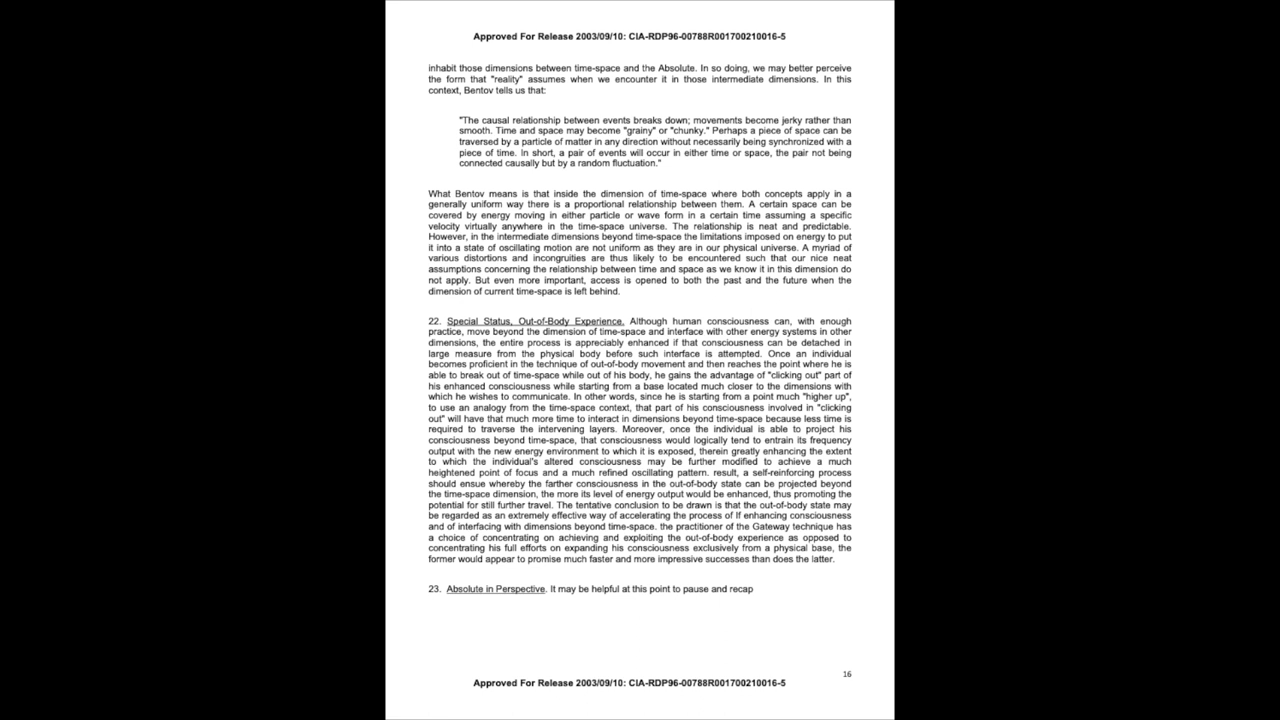 Approved For Release 2003/09/10: CIA-RDP96-00788R001700210016-5
inhabit those dimensions between time-space and the Absolute. In so doing, we may better perceive
the form that "reality" assumes when we encounter it in those intermediate dimensions. In this
context, Bentov tells us that:
"The causal relationship between events breaks down; movements become jerky rather than
smooth. Time and space may become "grainy" or "chunky." Perhaps a piece of space can be
traversed by a particle of matter in any direction without necessarily being synchronized with a
piece of time. In short, a pair of events will occur in either time or space, the pair not being
connected causally but by a random fluctuation."
What Bentov means is that inside the dimension of time-space where both concepts apply in a
generally uniform way there is a proportional relationship between them. A certain space can be
covered by energy moving in either particle or wave form in a certain time assuming a specific
velocity virtually anywhere in the time-space universe. The relationship is neat and predictable.
However, in the intermediate dimensions beyond time-space the limitations imposed on energy to put
it into a state of oscillating motion are not uniform as they are in our physical universe. A myriad of
various distortions and incongruities are thus likely to be encountered such that our nice neat
assumptions concerning the relationship between time and space as we know it in this dimension do
not apply. But even more important, access is opened to both the past and the future when the
dimension of current time-space is left behind.
22. Special Status, Out-of-Body Experience. Although human consciousness can, with enough
practice, move beyond the dimension of time-space and interface with other energy systems in other
dimensions, the entire process is appreciably enhanced if that consciousness can be detached in
large measure from the physical body before such interface is attempted. Once an individual
becomes proficient in the technique of out-of-body movement and then reaches the point where he is
able to break out of time-space while out of his body, he gains the advantage of "clicking out" part of
his enhanced consciousness while starting from a base located much closer to the dimensions with
which he wishes to communicate. In other words, since he is starting from a point much "higher up",
to use an analogy from the time-space context, that part of his consciousness involved in "clicking
out" will have that much more time to interact in dimensions beyond time-space because less time is
required to traverse the intervening layers. Moreover, once the individual is able to project his
consciousness beyond time-space, that consciousness would logically tend to entrain its frequency
output with the new energy environment to which it is exposed, therein greatly enhancing the extent
to which the individual's altered consciousness may be further modified to achieve a much
heightened point of focus and a much refined oscillating pattern. result, a self-reinforcing process
should ensue whereby the farther consciousness in the out-of-body state can be projected beyond
the time-space dimension, the more its level of energy output would be enhanced, thus promoting the
potential for still further travel. The tentative conclusion to be drawn is that the out-of-body state may
be regarded as an extremely effective way of accelerating the process of If enhancing consciousness
and of interfacing with dimensions beyond time-space. the practitioner of the Gateway technique has
a choice of concentrating on achieving and exploiting the out-of-body experience as opposed to
concentrating his full efforts on expanding his consciousness exclusively from a physical base, the
former would appear to promise much faster and more impressive successes than does the latter.
23. Absolute in Perspective. It may be helpful at this point to pause and recap
16
Approved For Release 2003/09/10: CIA-RDP96-00788R001700210016-5